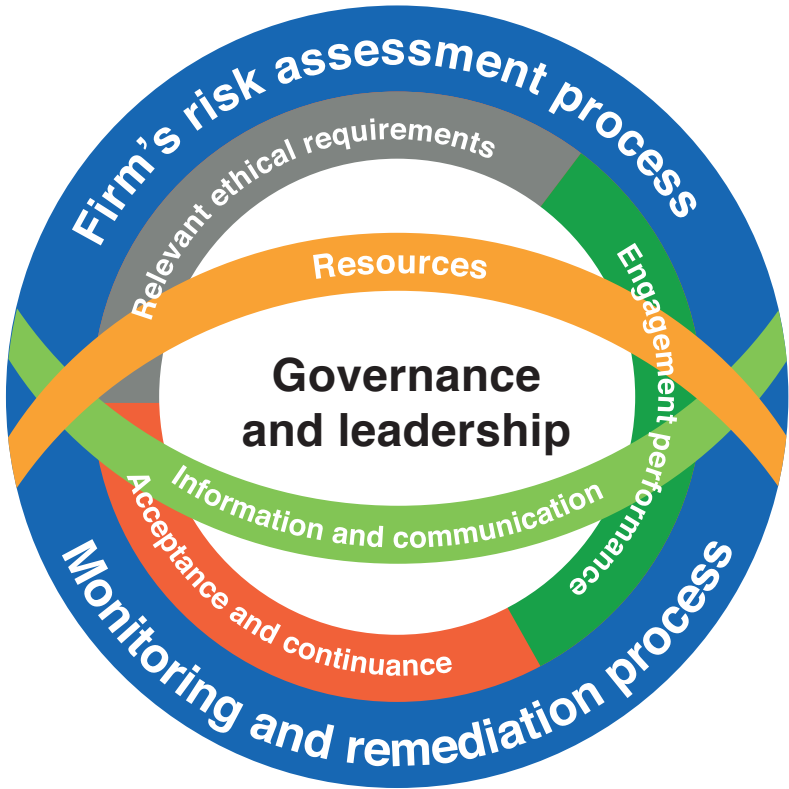 Firm’s risk assessment process
Relevant ethical requirements
Resources
Engagement performance
Governance
and leadership
Information and communication
Acceptance and continuance
Monitoring and remediation process